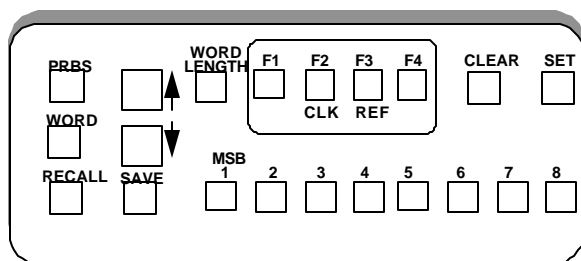 PRBS
WORD
LENGTH
F1 F2 F3 F4
CLEAR SET
CLK REF
WORD
RECALL SAVE
MSB
1 2 3 4 5 6 7 8